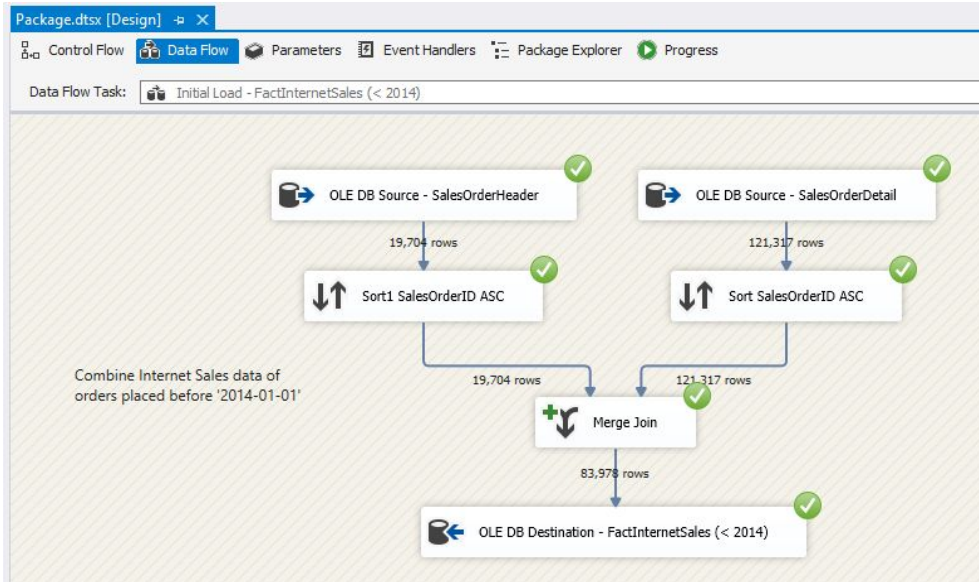 Package.dtsx [Design]
Control Flow Data Flow Parameters Event Handlers Package Explorer Progress
Data Flow Task: Initial Load - FactInternetSales (< 2014)
OLE DB Source - SalesOrderHeader
OLE DB Source - SalesOrderDetail
19,704 rows
121,317 rows
Sort1 SalesOrderID ASC
Sort SalesOrderID ASC
Combine Internet Sales data of
orders placed before '2014-01-01'
19,704 rows
121,317 rows
Merge Join
83,978 rows
OLE DB Destination - FactInternetSales (< 2014)